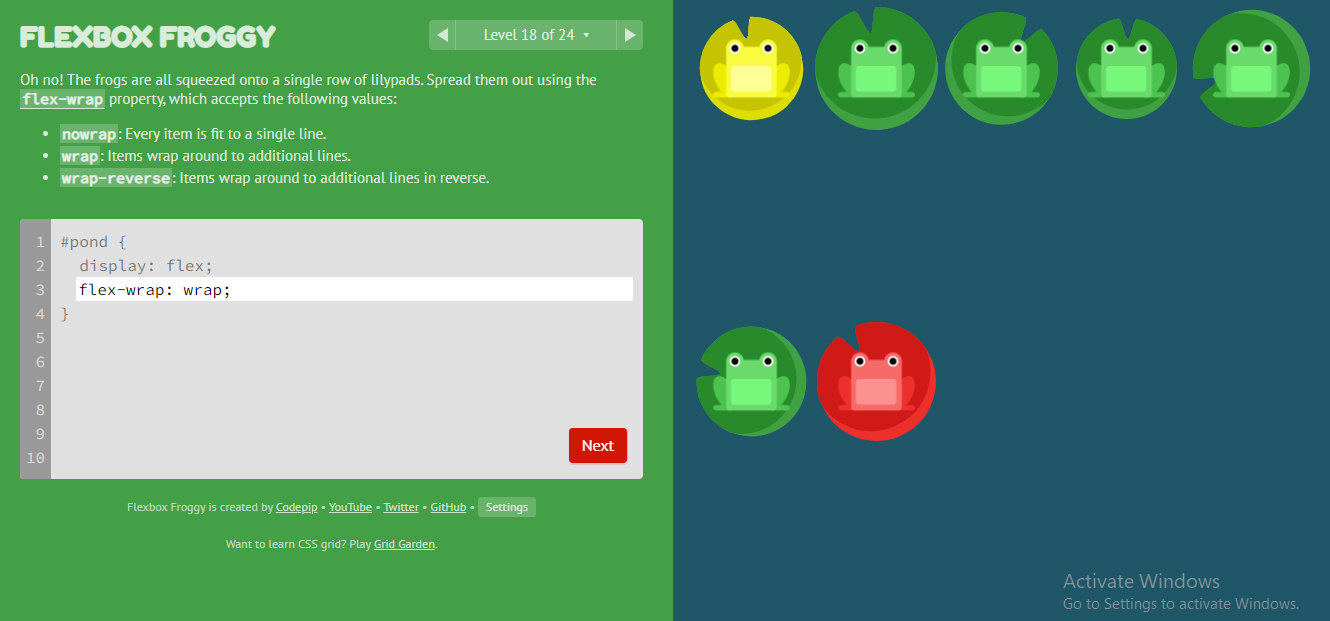 FLEXBOX FROGGY
Level 18 of 24
Oh no! The frogs are all squeezed onto a single row of lilypads. Spread them out using the
flex-wrap property, which accepts the following values:
• nowrap: Every item is fit to a single line.
• wrap: Items wrap around to additional lines.
• wrap-reverse: Items wrap around to additional lines in reverse.
1 #pond {
2 display: flex;
3 flex-wrap: wrap;
4 }
5
6
7
8
9
10
Next
Flexbox Froggy is created by Codepip • YouTube • Twitter • GitHub • Settings
Want to learn CSS grid? Play Grid Garden.
Activate Windows
Go to Settings to activate Windows.